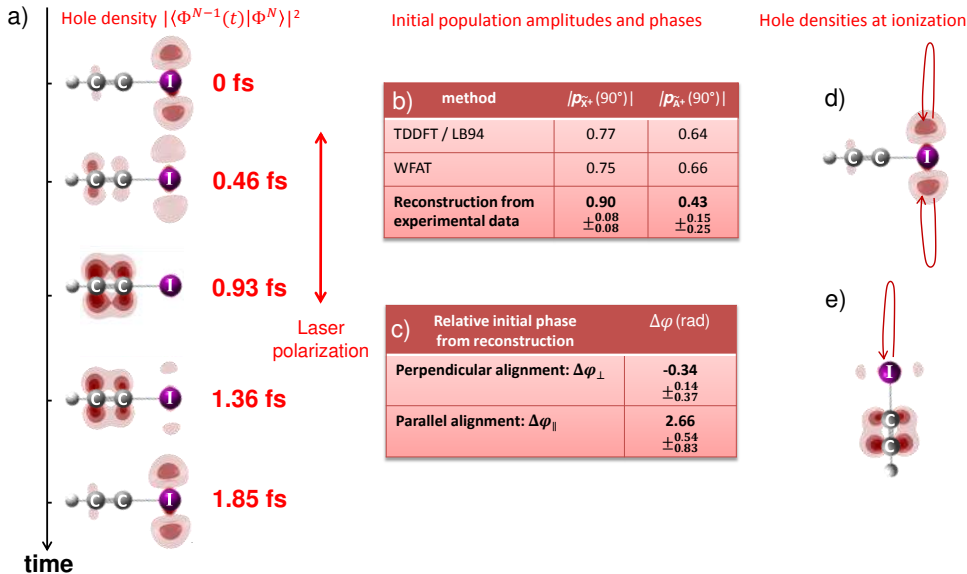 a)
Hole density |⟨Φ^{N−1}(t)|Φ^N⟩|²
Initial population amplitudes and phases
Hole densities at ionization
C C I
0 fs
C C I
0.46 fs
C C I
0.93 fs
C C I
1.36 fs
C C I
1.85 fs
time
Laser
polarization
b)
method |p_X̃⁺(90°)| |p_Ã⁺(90°)|
TDDFT / LB94 0.77 0.64
WFAT 0.75 0.66
Reconstruction from 0.90 0.43
experimental data ±^{0.08}_{0.08} ±^{0.15}_{0.25}
c)
Relative initial phase Δφ (rad)
from reconstruction
Perpendicular alignment: Δφ_⊥ -0.34
±^{0.14}_{0.37}
Parallel alignment: Δφ_∥ 2.66
±^{0.54}_{0.83}
d)
C C I
e)
I
C
C